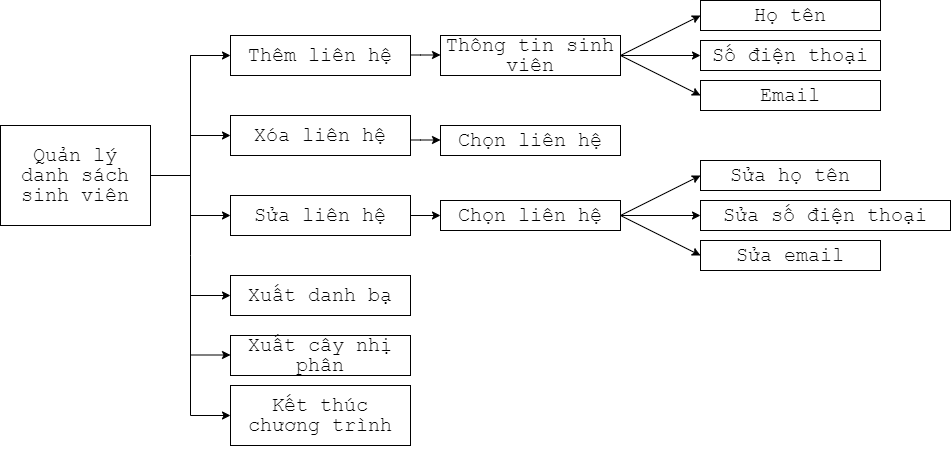 Quản lý
danh sách
sinh viên
Thêm liên hệ
Thông tin sinh
viên
Họ tên
Số điện thoại
Email
Xóa liên hệ
Chọn liên hệ
Sửa liên hệ
Chọn liên hệ
Sửa họ tên
Sửa số điện thoại
Sửa email
Xuất danh bạ
Xuất cây nhị
phân
Kết thúc
chương trình